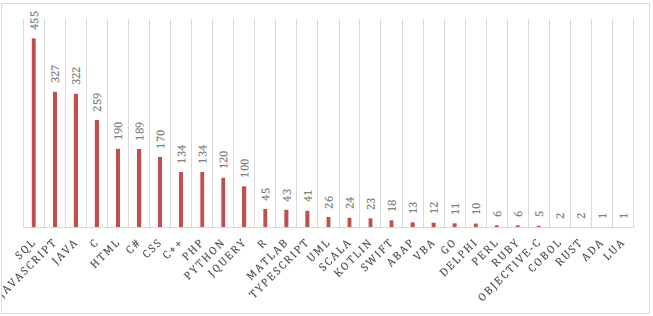 455
327
322
259
190
189
170
134
134
120
100
45
43
41
26
24
23
18
13
12
11
10
6
6
5
2
2
1
1
SQL
JAVASCRIPT
JAVA
C
HTML
C#
CSS
C++
PHP
PYTHON
JQUERY
R
MATLAB
TYPESCRIPT
UML
SCALA
KOTLIN
SWIFT
ABAP
VBA
GO
DELPHI
PERL
RUBY
OBJECTIVE-C
COBOL
RUST
ADA
LUA